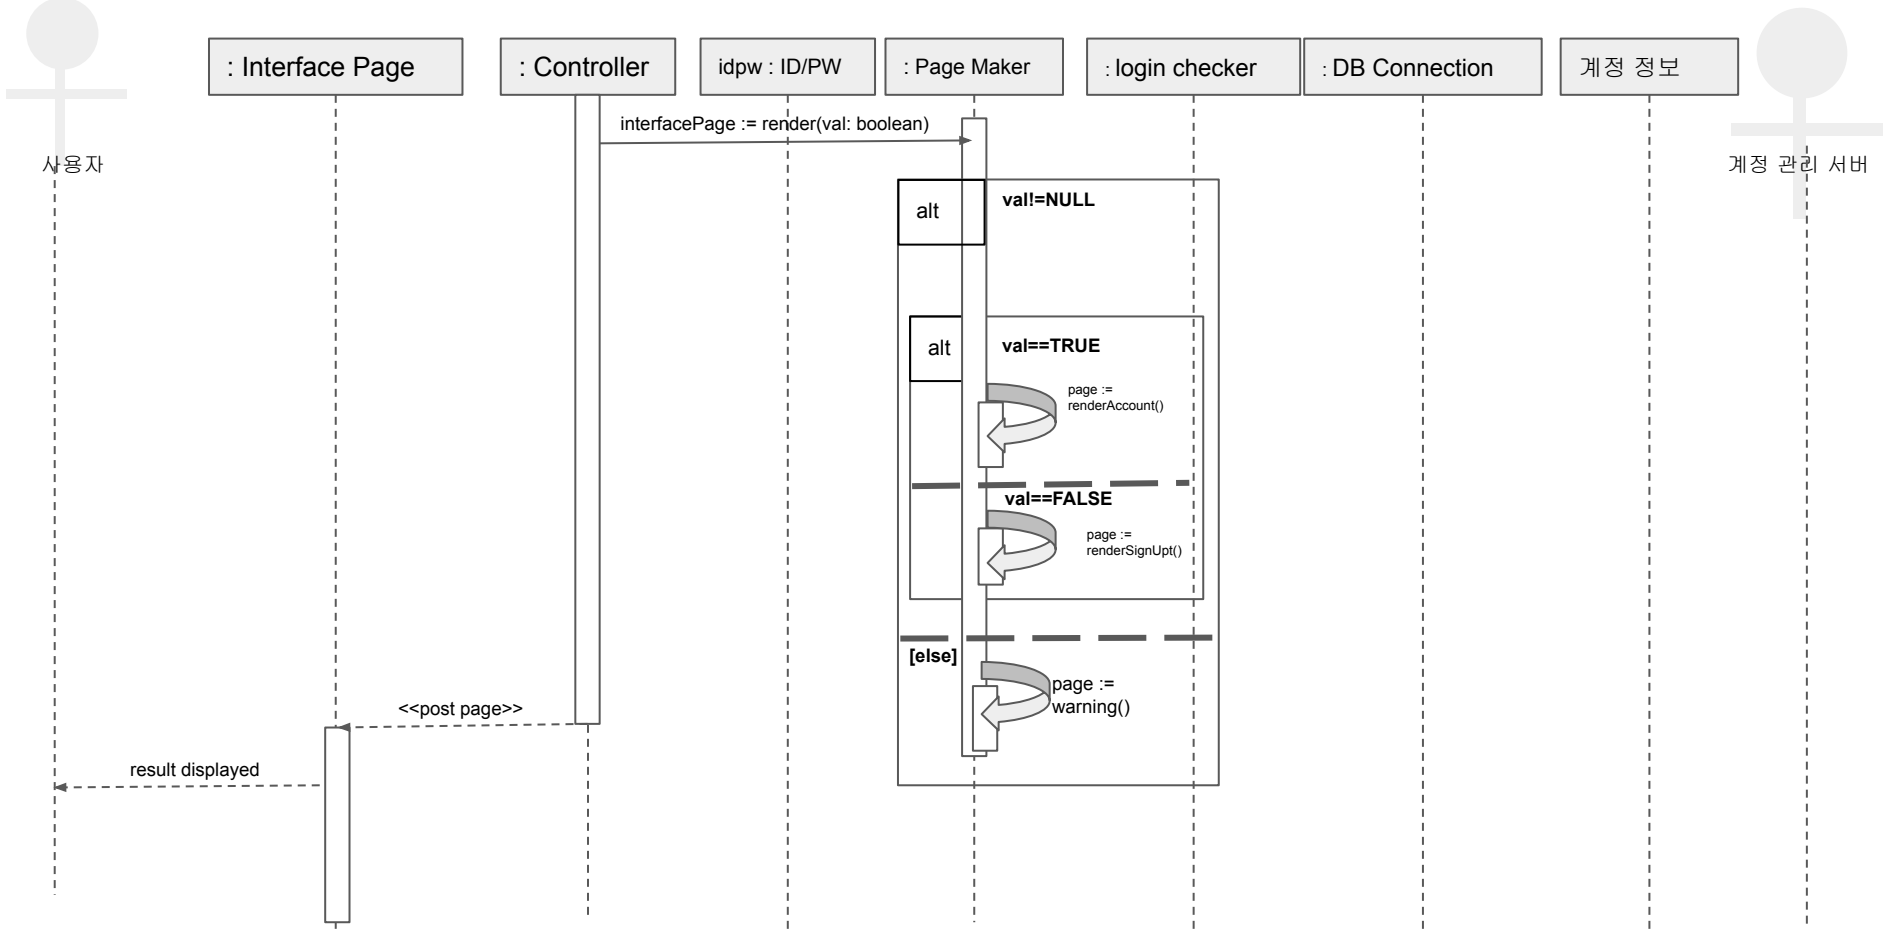 : Interface Page
: Controller
idpw : ID/PW
: Page Maker
: login checker
: DB Connection
계정 정보
사용자
계정 관리 서버
interfacePage := render(val: boolean)
alt
val!=NULL
alt
val==TRUE
page :=
renderAccount()
val==FALSE
page :=
renderSignUpt()
[else]
page :=
warning()
<<post page>>
result displayed